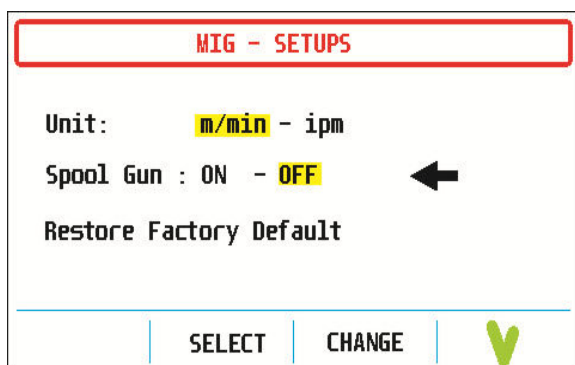 MIG - SETUPS
Unit: m/min - ipm
Spool Gun : ON - OFF
Restore Factory Default
SELECT CHANGE